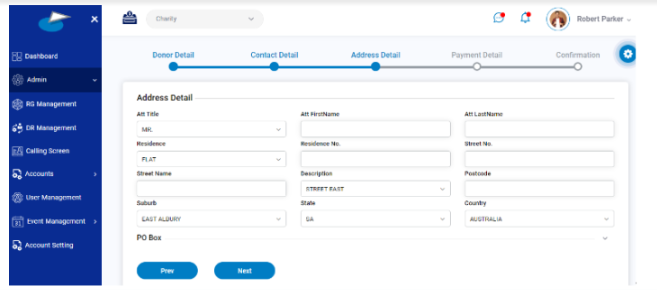 × Charity Robert Parker
Donor Detail Contact Detail Address Detail Payment Detail Confirmation
Dashboard
Admin
RG Management
DR Management
Calling Screen
Accounts
User Management
Event Management
Account Setting
Address Detail
Att Title Att FirstName Att LastName
MR.
Residence Residence No. Street No.
FLAT
Street Name Description Postcode
STREET EAST
Suburb State Country
EAST ALBURY SA AUSTRALIA
PO Box
Prev Next